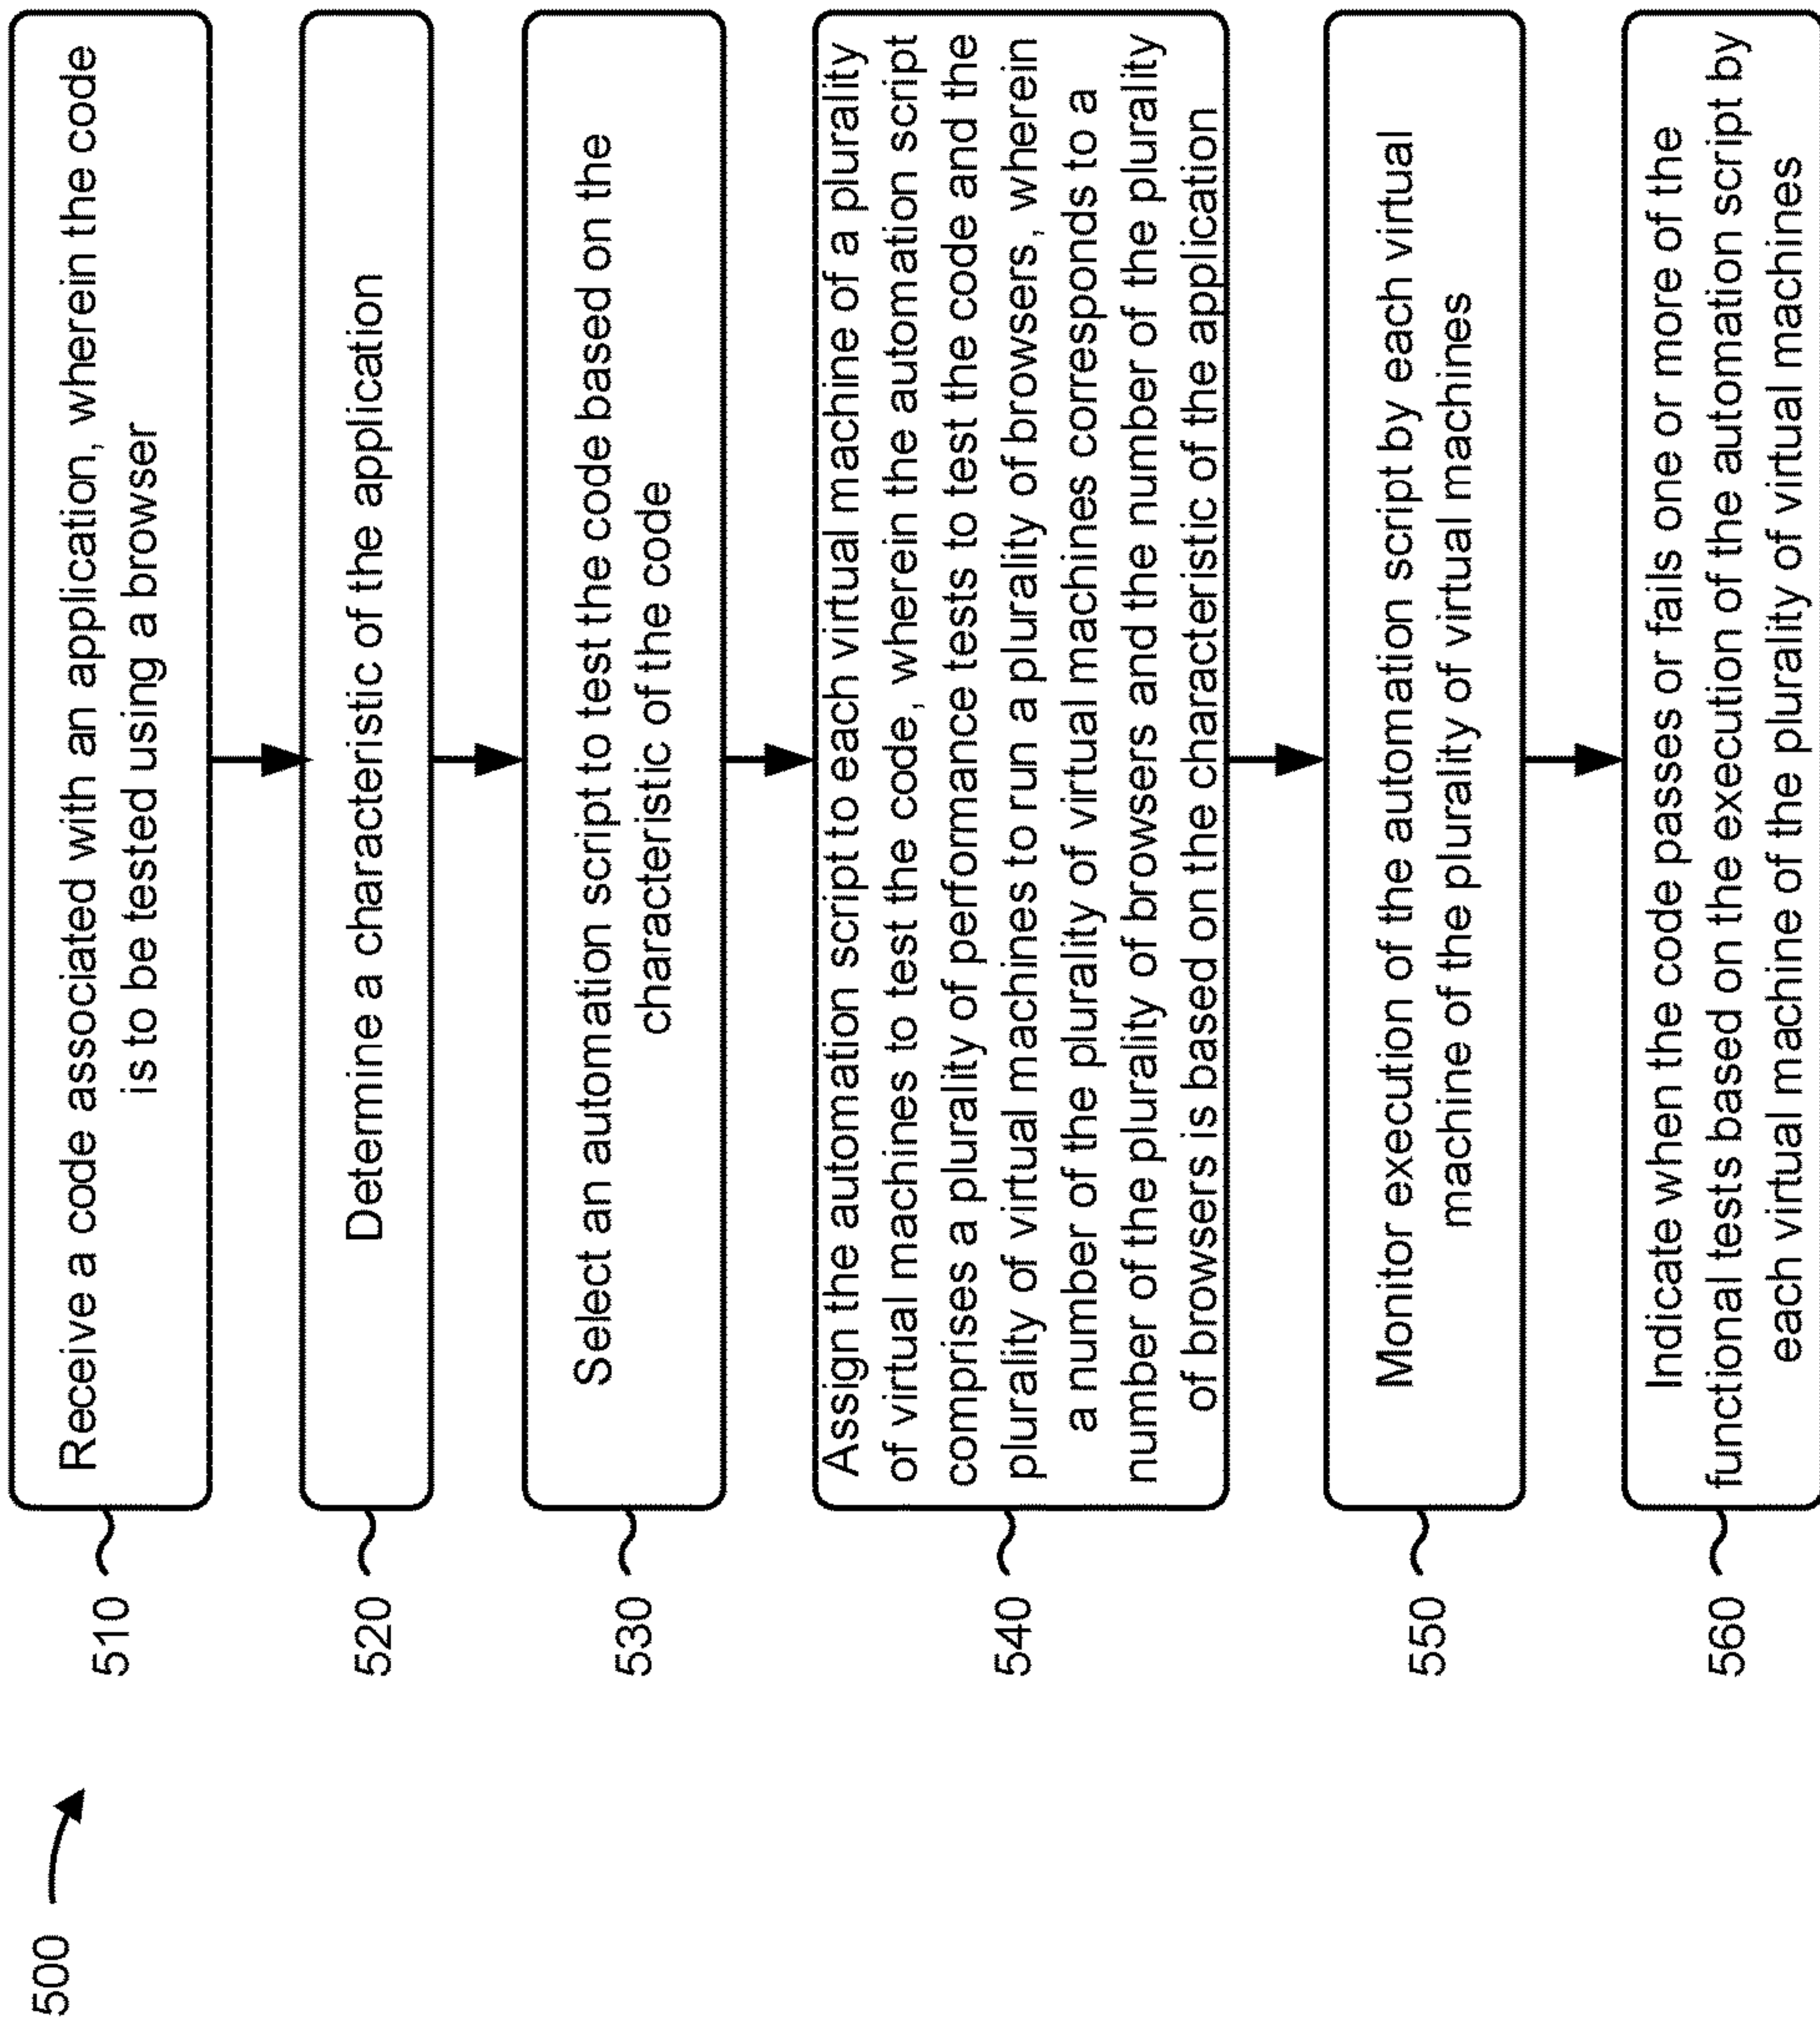 500
510
Receive a code associated with an application, wherein the code
is to be tested using a browser
520
Determine a characteristic of the application
530
Select an automation script to test the code based on the
characteristic of the code
540
Assign the automation script to each virtual machine of a plurality
of virtual machines to test the code, wherein the automation script
comprises a plurality of performance tests to test the code and the
plurality of virtual machines to run a plurality of browsers, wherein
a number of the plurality of virtual machines corresponds to a
number of the plurality of browsers and the number of the plurality
of browsers is based on the characteristic of the application
550
Monitor execution of the automation script by each virtual
machine of the plurality of virtual machines
560
Indicate when the code passes or fails one or more of the
functional tests based on the execution of the automation script by
each virtual machine of the plurality of virtual machines